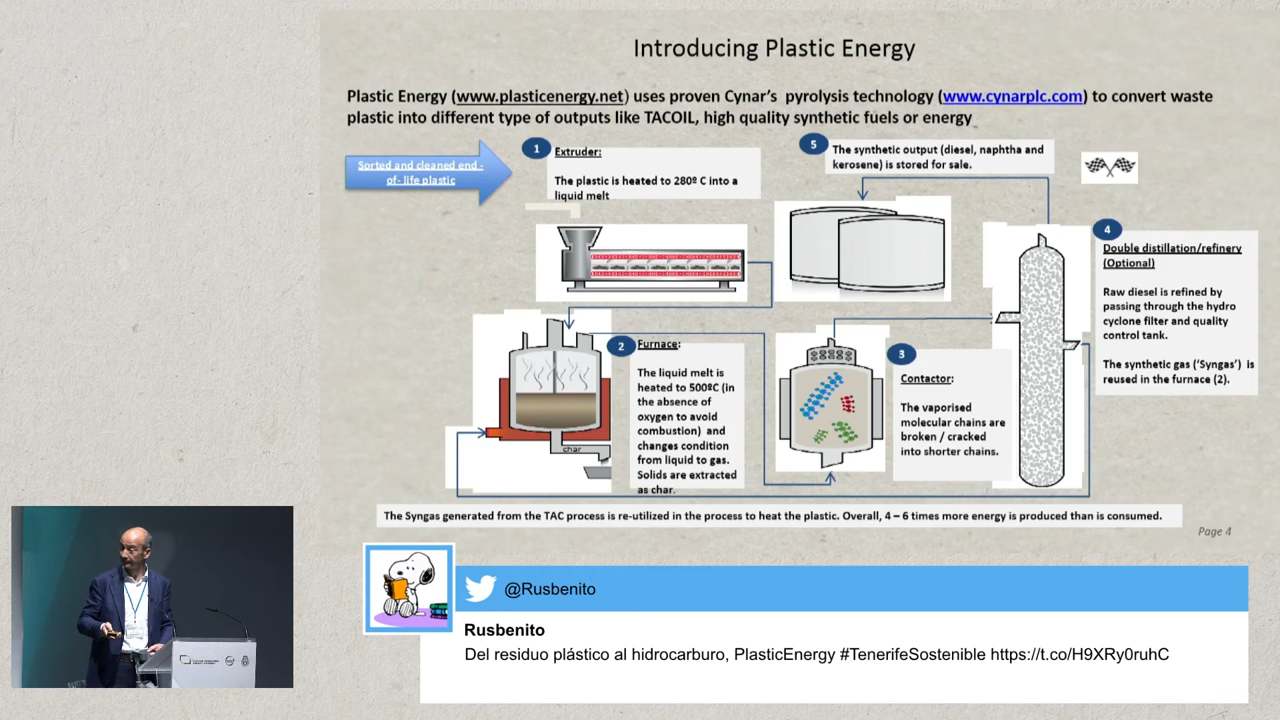 Introducing Plastic Energy
Plastic Energy (www.plasticenergy.net) uses proven Cynar's pyrolysis technology (www.cynarplc.com) to convert waste
plastic into different type of outputs like TACOIL, high quality synthetic fuels or energy
Sorted and cleaned end -
of- life plastic
1
Extruder:
The plastic is heated to 280º C into a
liquid melt
5
The synthetic output (diesel, naphtha and
kerosene) is stored for sale.
4
Double distillation/refinery
(Optional)
Raw diesel is refined by
passing through the hydro
cyclone filter and quality
control tank.
The synthetic gas ('Syngas') is
reused in the furnace (2).
2
Furnace:
The liquid melt is
heated to 500ºC (in
the absence of
oxygen to avoid
combustion) and
changes condition
from liquid to gas.
Solids are extracted
as char.
char
3
Contactor:
The vaporised
molecular chains are
broken / cracked
into shorter chains.
The Syngas generated from the TAC process is re-utilized in the process to heat the plastic. Overall, 4 – 6 times more energy is produced than is consumed.
Page 4
@Rusbenito
Rusbenito
Del residuo plástico al hidrocarburo, PlasticEnergy #TenerifeSostenible https://t.co/H9XRy0ruhC